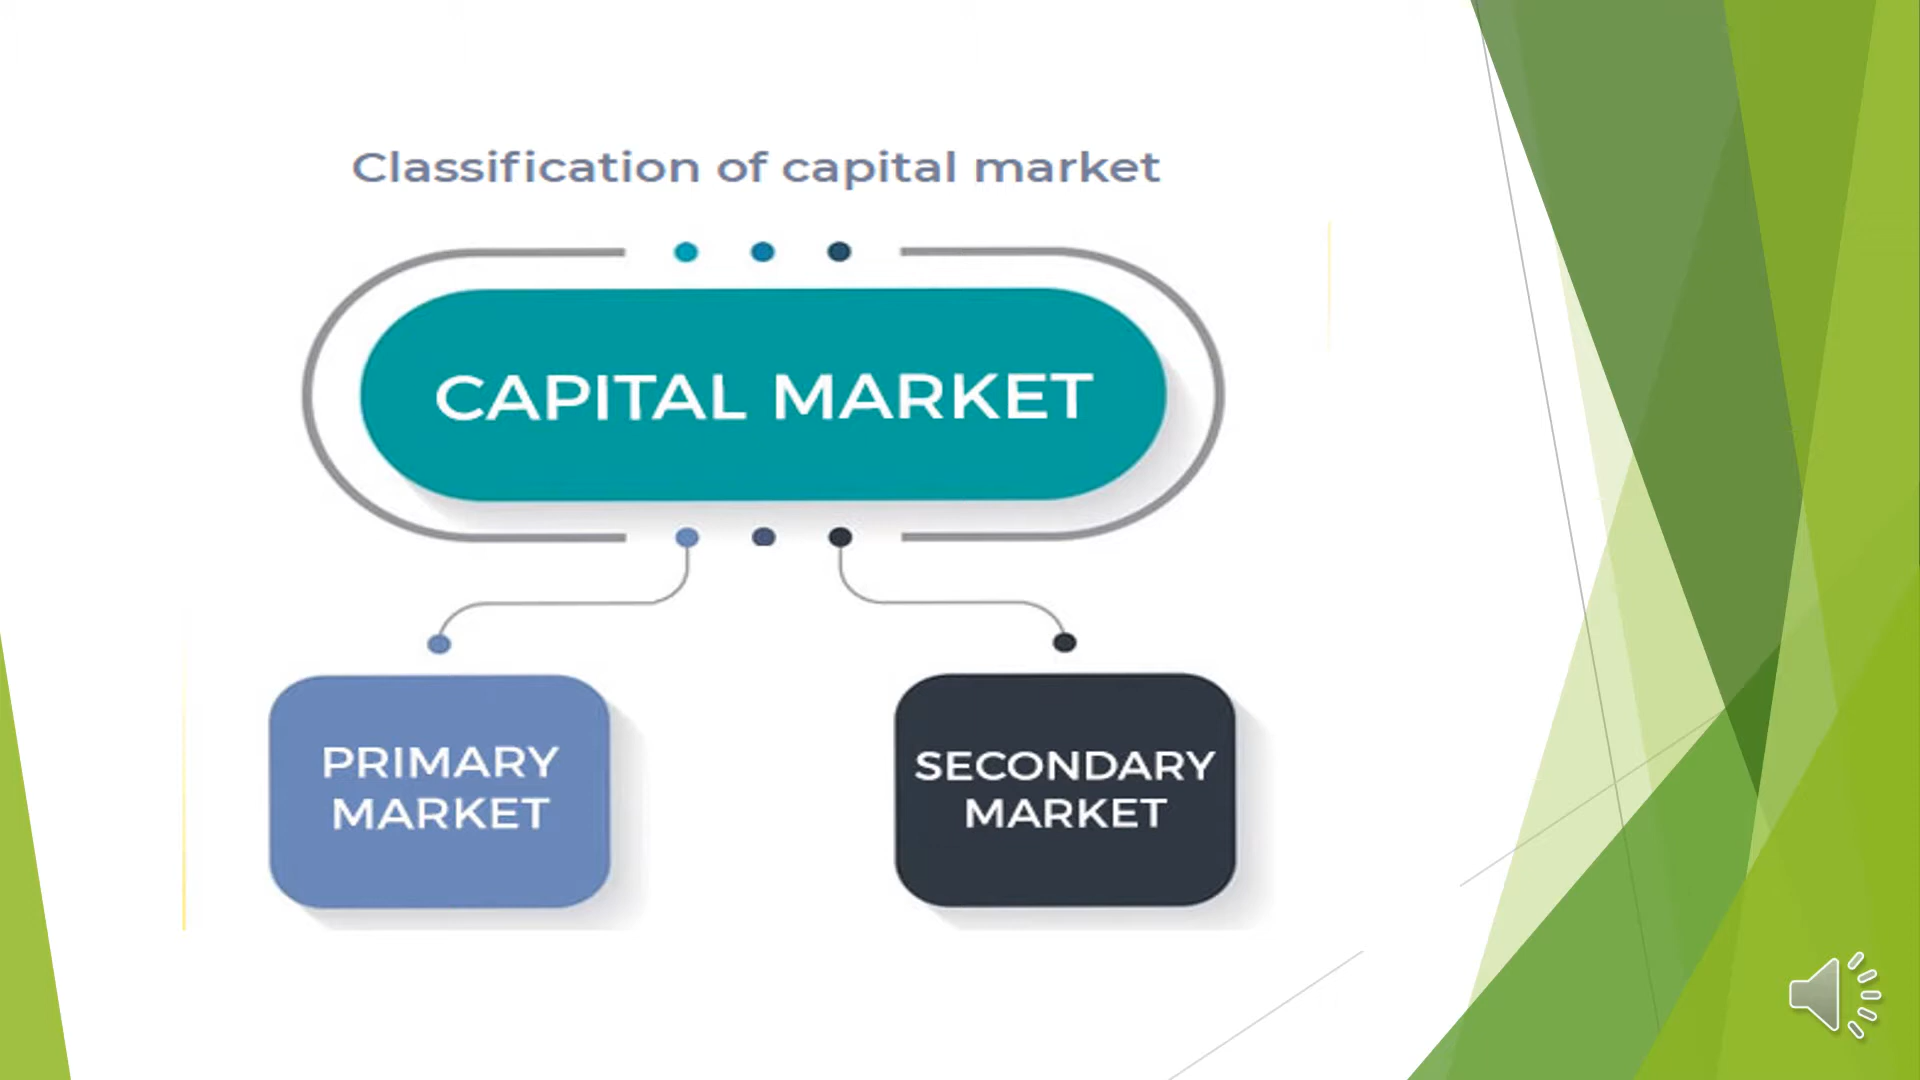 Classification of capital market
CAPITAL MARKET
PRIMARY
MARKET
SECONDARY
MARKET